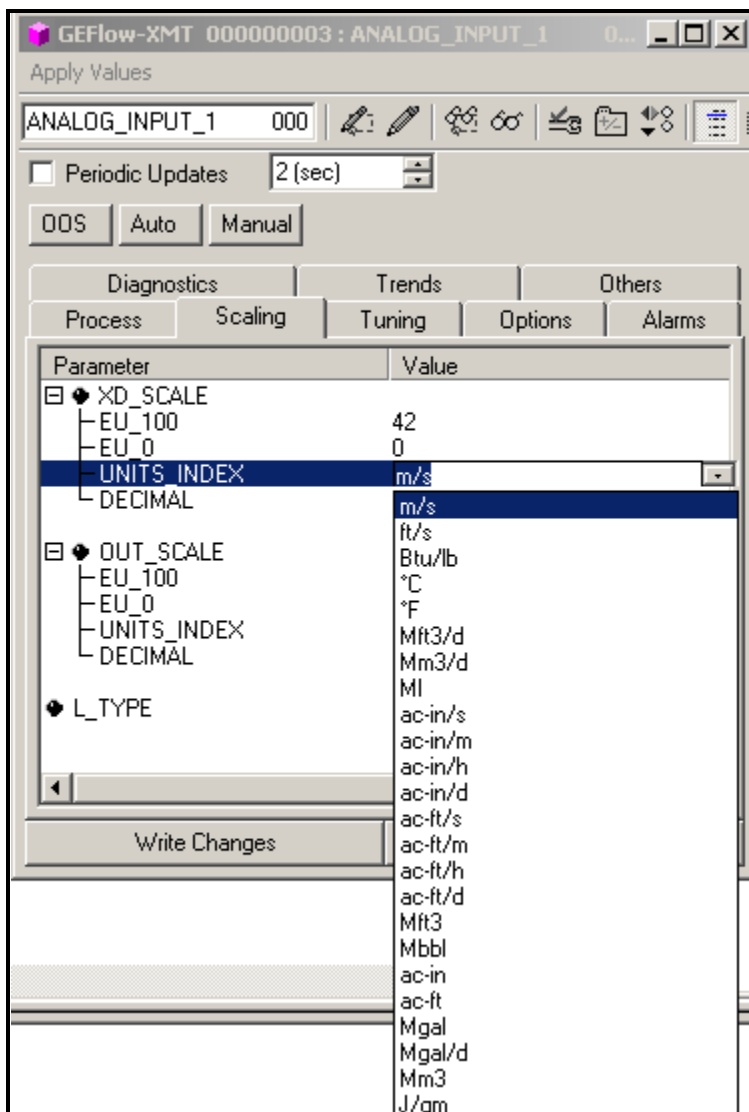 GEFlow-XMT 000000003 : ANALOG_INPUT_1 0...
Apply Values
ANALOG_INPUT_1 000
Periodic Updates 2 (sec)
OOS Auto Manual
Diagnostics Trends Others
Process Scaling Tuning Options Alarms
Parameter Value
XD_SCALE
EU_100 42
EU_0 0
UNITS_INDEX m/s
DECIMAL
OUT_SCALE
EU_100
EU_0
UNITS_INDEX
DECIMAL
L_TYPE
Write Changes
m/s
ft/s
Btu/lb
°C
°F
Mft3/d
Mm3/d
Ml
ac-in/s
ac-in/m
ac-in/h
ac-in/d
ac-ft/s
ac-ft/m
ac-ft/h
ac-ft/d
Mft3
Mbbl
ac-in
ac-ft
Mgal
Mgal/d
Mm3
J/gm